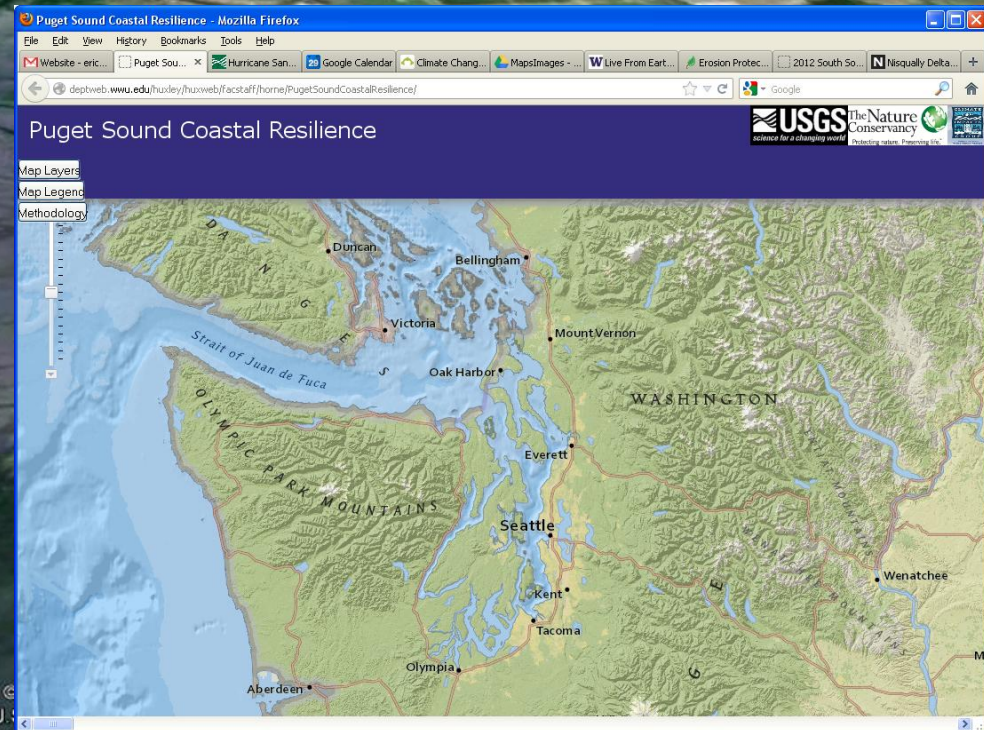 Puget Sound Coastal Resilience - Mozilla Firefox
File Edit View History Bookmarks Tools Help
Website - eric... Puget Sou... × Hurricane San... 29 Google Calendar Climate Chang... MapsImages - ... W Live From Eart... Erosion Protec... 2012 South So... N Nisqually Delta... +
deptweb.wwu.edu/huxley/huxweb/facstaff/horne/PugetSoundCoastalResilience/ Google
Puget Sound Coastal Resilience
USGS
science for a changing world
The Nature Conservancy
Protecting nature. Preserving life.
CLIMATE
Map Layers
Map Legend
Methodology
DANGES
Duncan
Bellingham
Victoria
Mount Vernon
Strait of Juan de Fuca
Oak Harbor
WASHINGTON
OLYMPIC PARK MOUNTAINS
Everett
Seattle
Wenatchee
Kent
Tacoma
Olympia
Aberdeen
M
E
G